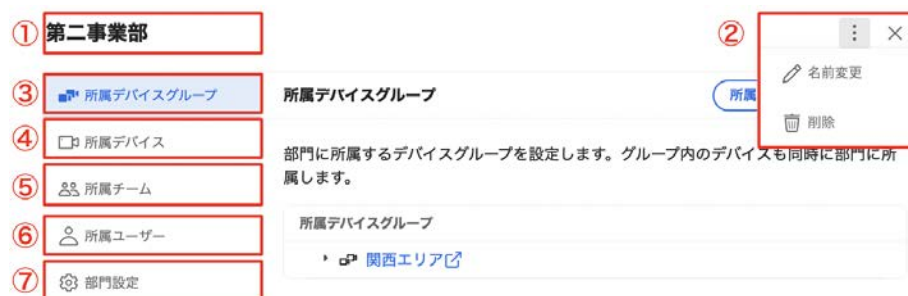 ① 第二事業部
②
名前変更
削除
③ 所属デバイスグループ
④ 所属デバイス
⑤ 所属チーム
⑥ 所属ユーザー
⑦ 部門設定
所属デバイスグループ
所属
部門に所属するデバイスグループを設定します。グループ内のデバイスも同時に部門に所
属します。
所属デバイスグループ
関西エリア